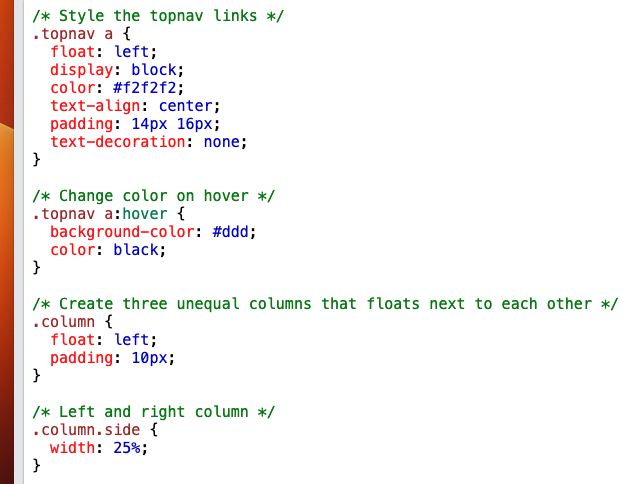 /* Style the topnav links */
.topnav a {
  float: left;
  display: block;
  color: #f2f2f2;
  text-align: center;
  padding: 14px 16px;
  text-decoration: none;
}

/* Change color on hover */
.topnav a:hover {
  background-color: #ddd;
  color: black;
}

/* Create three unequal columns that floats next to each other */
.column {
  float: left;
  padding: 10px;
}

/* Left and right column */
.column.side {
  width: 25%;
}